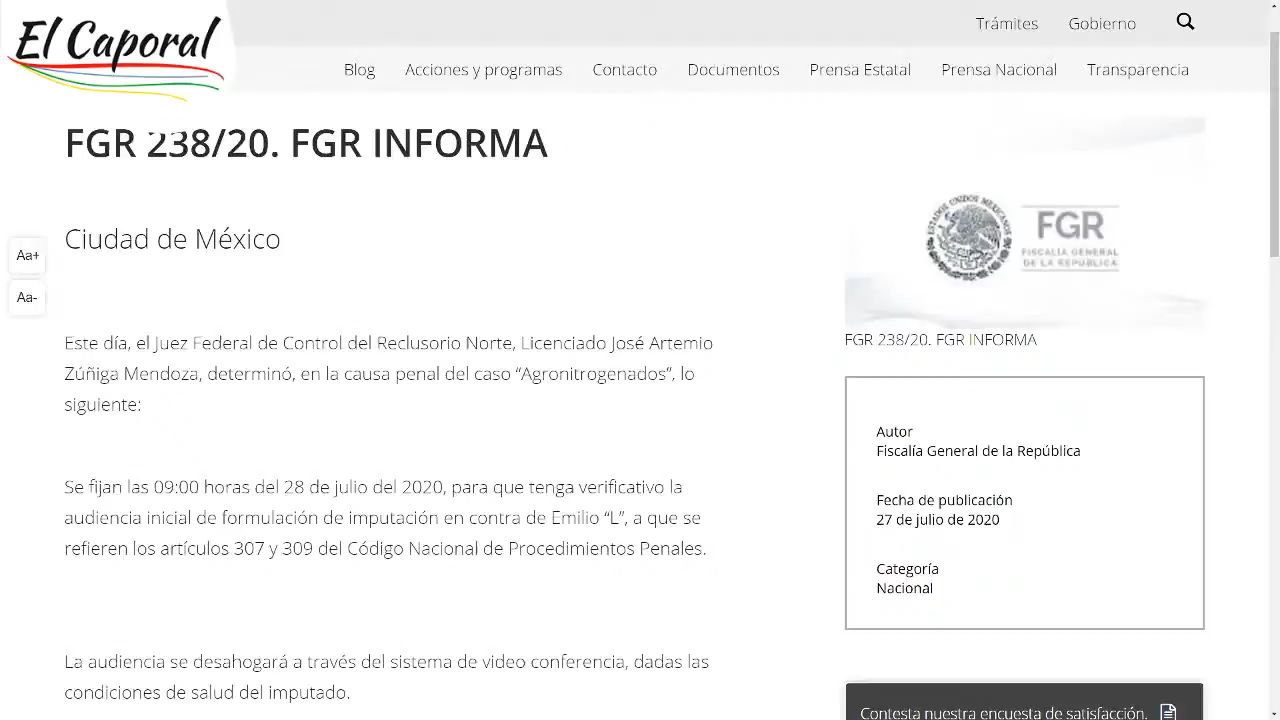 El Caporal
Trámites Gobierno
Blog Acciones y programas Contacto Prensa Estatal Prensa Nacional Transparencia
FGR 238/20. FGR INFORMA
Ciudad de México
Aa+
Aa-
Este día, el Juez Federal de Control del Reclusorio Norte, Licenciado José Artemio
Zúñiga Mendoza, determinó, en la causa penal del caso “Agronitrogenados”, lo
siguiente:
Se fijan las 09:00 horas del 28 de julio del 2020, para que tenga verificativo la
audiencia inicial de formulación de imputación en contra de Emilio “L”, a que se
refieren los artículos 307 y 309 del Código Nacional de Procedimientos Penales.
La audiencia se desahogará a través del sistema de video conferencia, dadas las
condiciones de salud del imputado.
ESTADOS UNIDOS MEXICANOS
FGR
FISCALÍA GENERAL
DE LA REPÚBLICA
FGR 238/20. FGR INFORMA
Autor
Fiscalía General de la República
Fecha de publicación
27 de julio de 2020
Categoría
Nacional
Contesta nuestra encuesta de satisfacción.